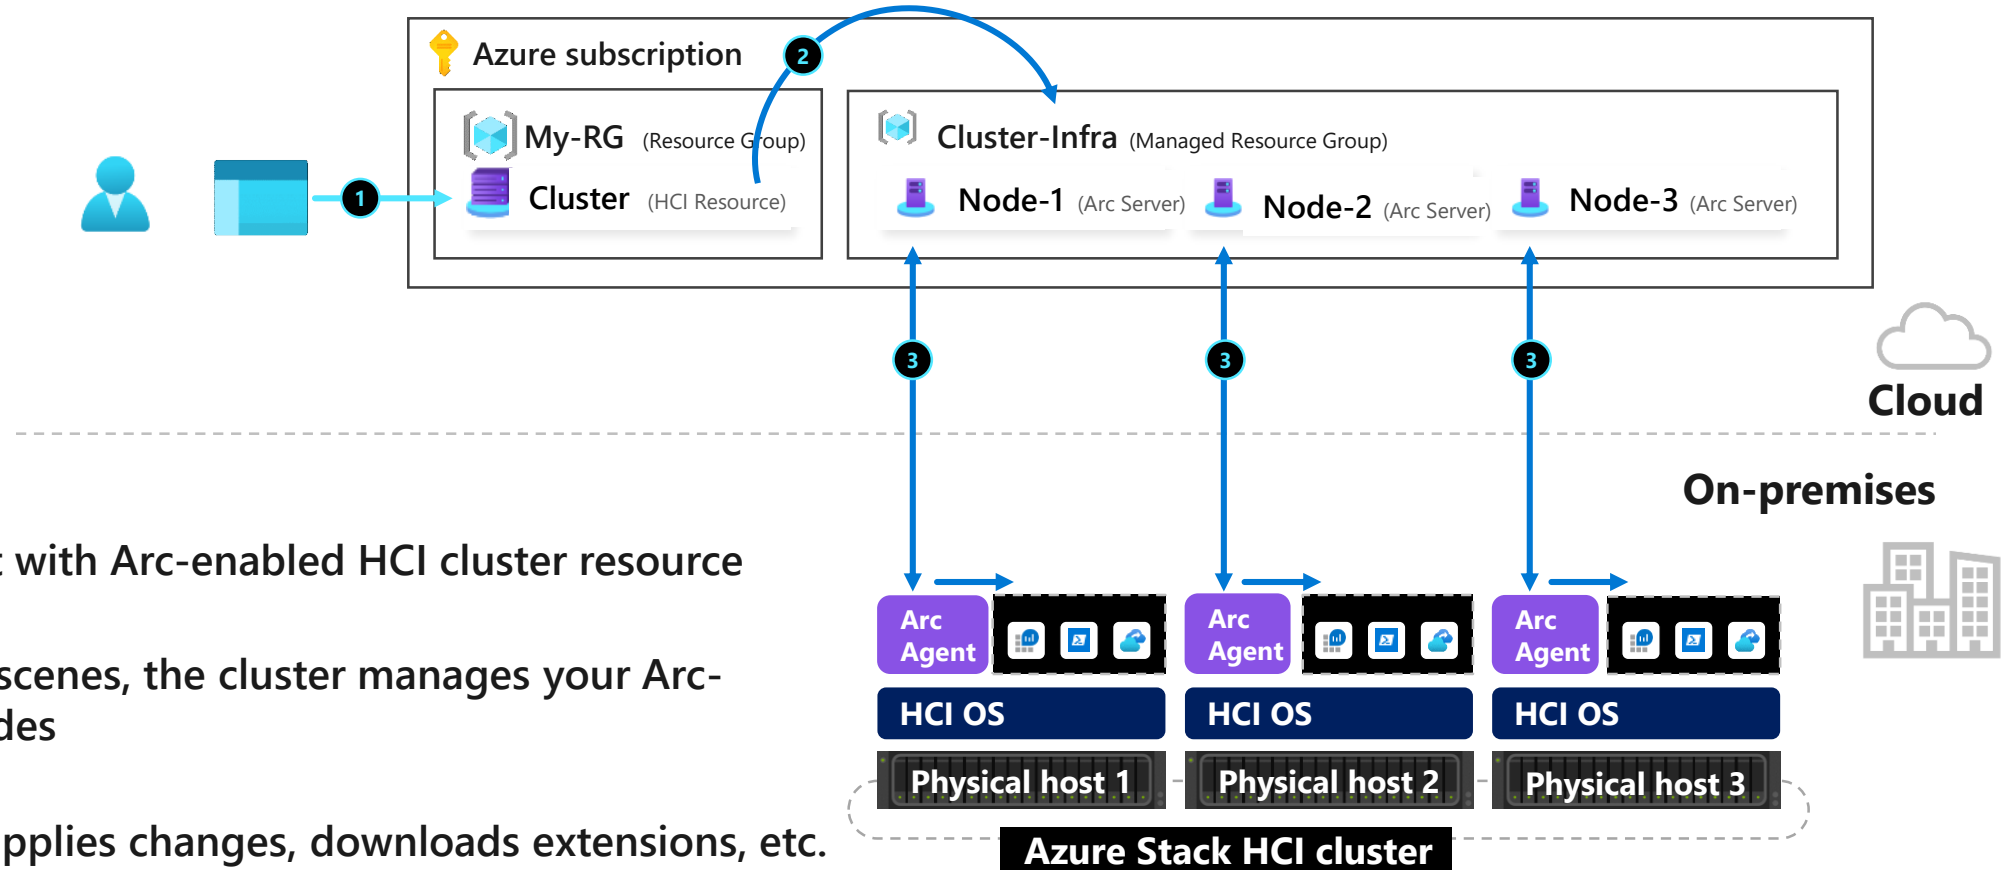 Azure subscription
2
My-RG (Resource Group)
Cluster (HCI Resource)
1
Cluster-Infra (Managed Resource Group)
Node-1 (Arc Server)
Node-2 (Arc Server)
Node-3 (Arc Server)
3
3
3
Cloud
On-premises
with Arc-enabled HCI cluster resource
scenes, the cluster manages your Arc-
applies changes, downloads extensions, etc.
Arc
Agent
Arc
Agent
Arc
Agent
HCI OS
HCI OS
HCI OS
Physical host 1
Physical host 2
Physical host 3
Azure Stack HCI cluster